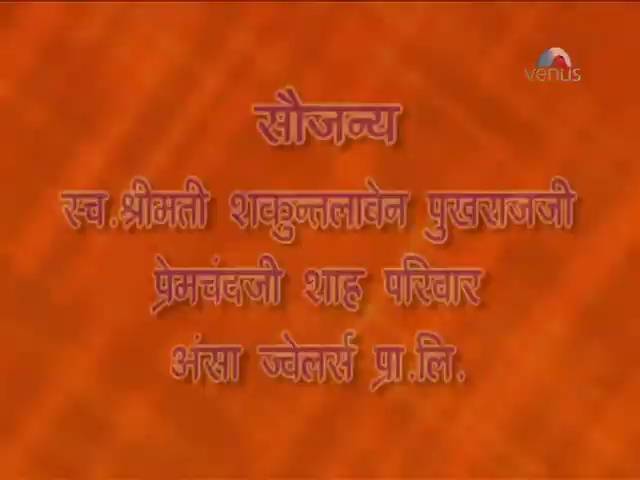 venus
सौजन्य
स्व.श्रीमती शकुन्तलाबेन पुखराजजी
प्रेमचंदजी शाह परिवार
अंसा ज्वेलर्स प्रा.लि.